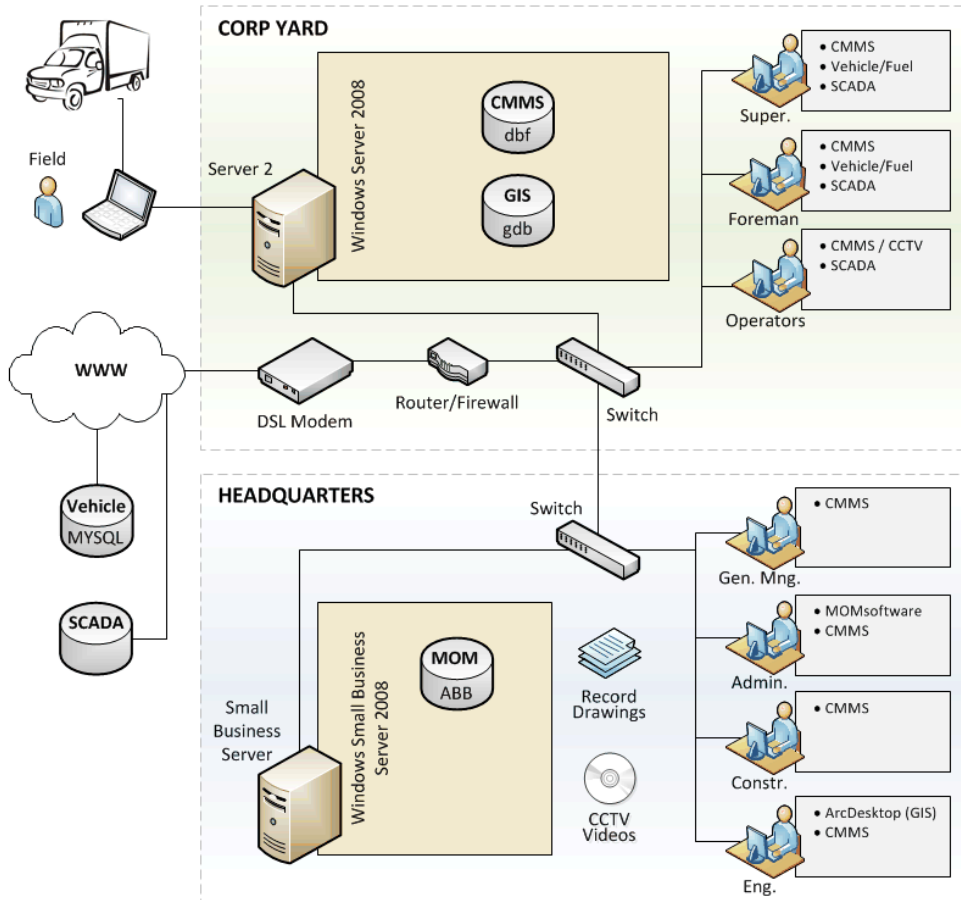 CORP YARD
Windows Server 2008
CMMS
dbf
GIS
gdb
Server 2
Field
Super.
• CMMS
• Vehicle/Fuel
• SCADA
Foreman
• CMMS
• Vehicle/Fuel
• SCADA
Operators
• CMMS / CCTV
• SCADA
WWW
DSL Modem
Router/Firewall
Switch
Vehicle
MYSQL
SCADA
HEADQUARTERS
Switch
Small
Business
Server
Windows Small Business
Server 2008
MOM
ABB
Record
Drawings
CCTV
Videos
Gen. Mng.
• CMMS
Admin.
• MOMsoftware
• CMMS
Constr.
• CMMS
Eng.
• ArcDesktop (GIS)
• CMMS